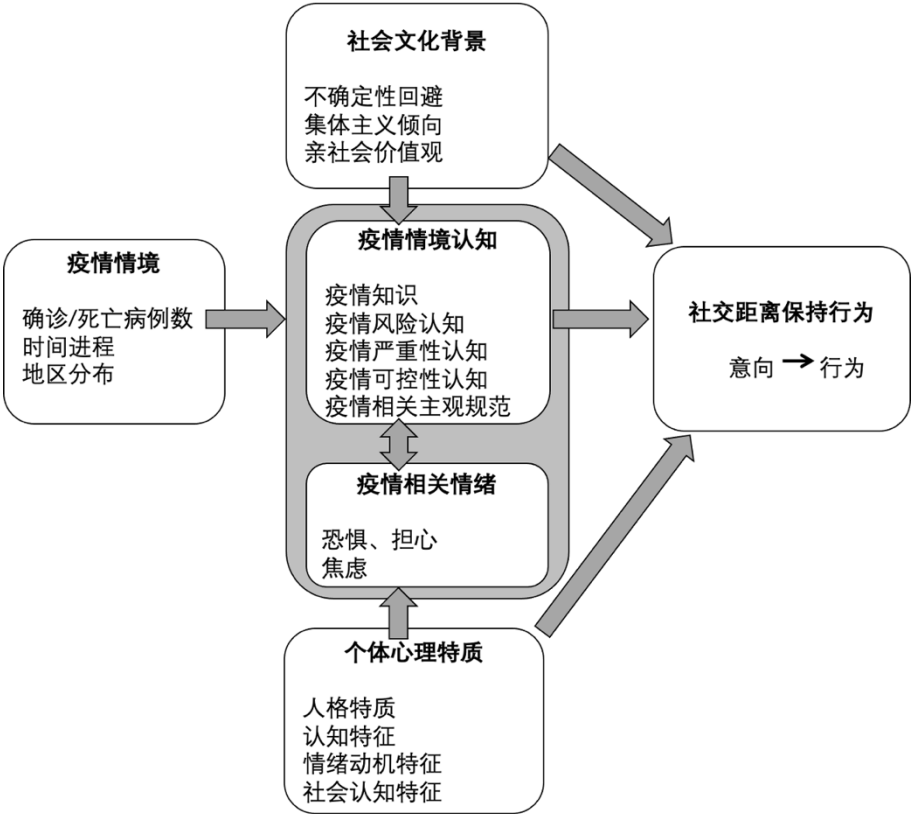 社会文化背景
不确定性回避
集体主义倾向
亲社会价值观
疫情情境
确诊/死亡病例数
时间进程
地区分布
疫情情境认知
疫情知识
疫情风险认知
疫情严重性认知
疫情可控性认知
疫情相关主观规范
疫情相关情绪
恐惧、担心
焦虑
社交距离保持行为
意向 → 行为
个体心理特质
人格特质
认知特征
情绪动机特征
社会认知特征